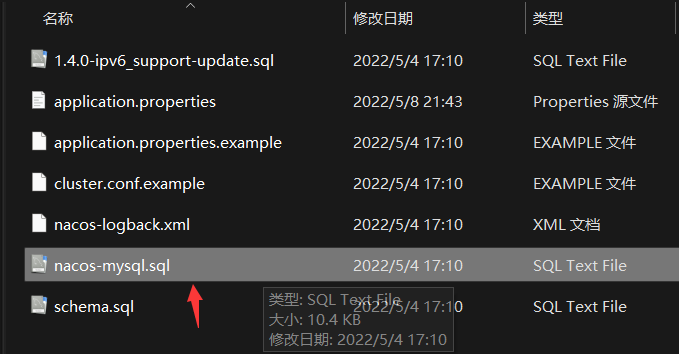 名称 修改日期 类型
1.4.0-ipv6_support-update.sql 2022/5/4 17:10 SQL Text File
application.properties 2022/5/8 21:43 Properties 源文件
application.properties.example 2022/5/4 17:10 EXAMPLE 文件
cluster.conf.example 2022/5/4 17:10 EXAMPLE 文件
nacos-logback.xml 2022/5/4 17:10 XML 文档
nacos-mysql.sql 2022/5/4 17:10 SQL Text File
schema.sql 2022/5/4 17:10 SQL Text File
类型: SQL Text File
大小: 10.4 KB
修改日期: 2022/5/4 17:10